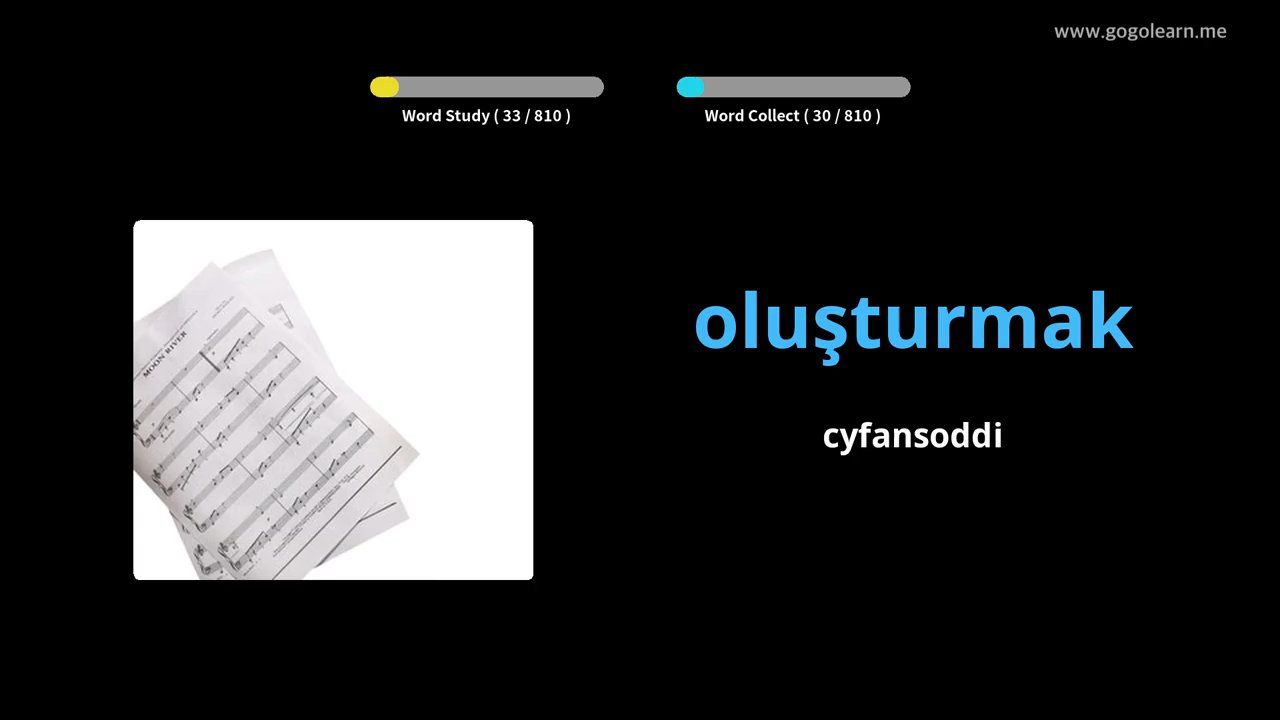 www.gogolearn.me
Word Study ( 33 / 810 )
Word Collect ( 30 / 810 )
MOON RIVER
oluşturmak
cyfansoddi